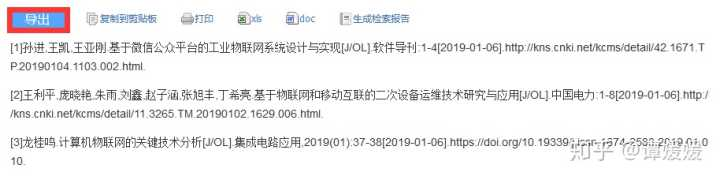 导出 复制到剪贴板 打印 xls doc 生成检索报告
[1]孙进,王凯,王亚刚.基于微信公众平台的工业物联网系统设计与实现[J/OL].软件导刊:1-4[2019-01-06].http://kns.cnki.net/kcms/detail/42.1671.T
P.20190104.1103.002.html.
[2]王利平,庞晓艳,朱雨,刘鑫,赵子涵,张旭丰,丁希亮.基于物联网和移动互联的二次设备运维技术研究与应用[J/OL].中国电力:1-8[2019-01-06].http:/
/kns.cnki.net/kcms/detail/11.3265.TM.20190102.1629.006.html.
[3]龙桂鸣.计算机物联网的关键技术分析[J/OL].集成电路应用,2019(01):37-38[2019-01-06].https://doi.org/10.19339/j.issn.1674-2583.2019.01.0
10.
知乎 @谭媛媛